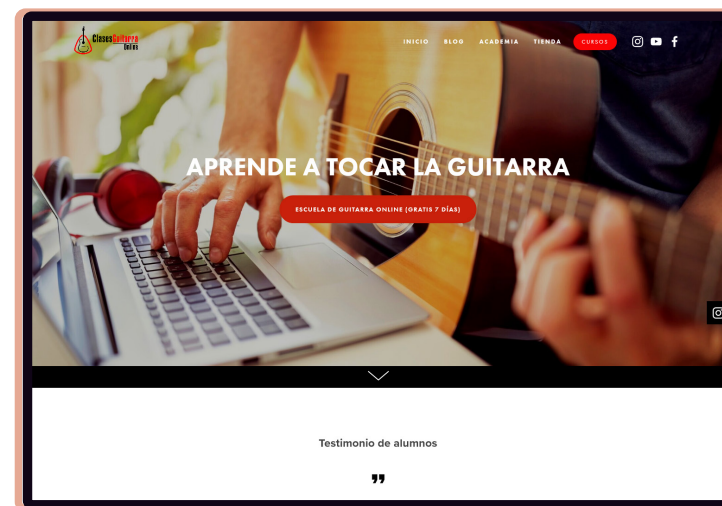 ClasesGuitarra
Online
INICIO BLOG ACADEMIA TIENDA CURSOS
APRENDE A TOCAR LA GUITARRA
ESCUELA DE GUITARRA ONLINE (GRATIS 7 DÍAS)
Testimonio de alumnos
"